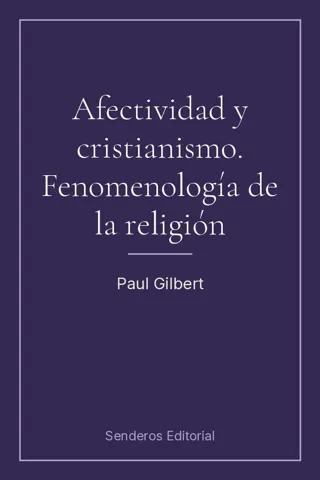 Afectividad y
cristianismo.
Fenomenología de
la religión
Paul Gilbert
Senderos Editorial